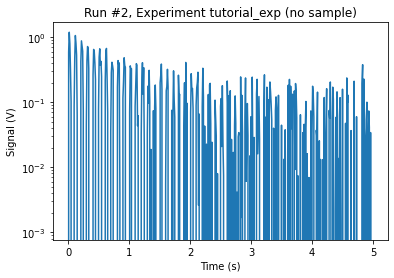 Run #2, Experiment tutorial_exp (no sample)
Signal (V)
10⁰
10⁻¹
10⁻²
10⁻³
0 1 2 3 4 5
Time (s)